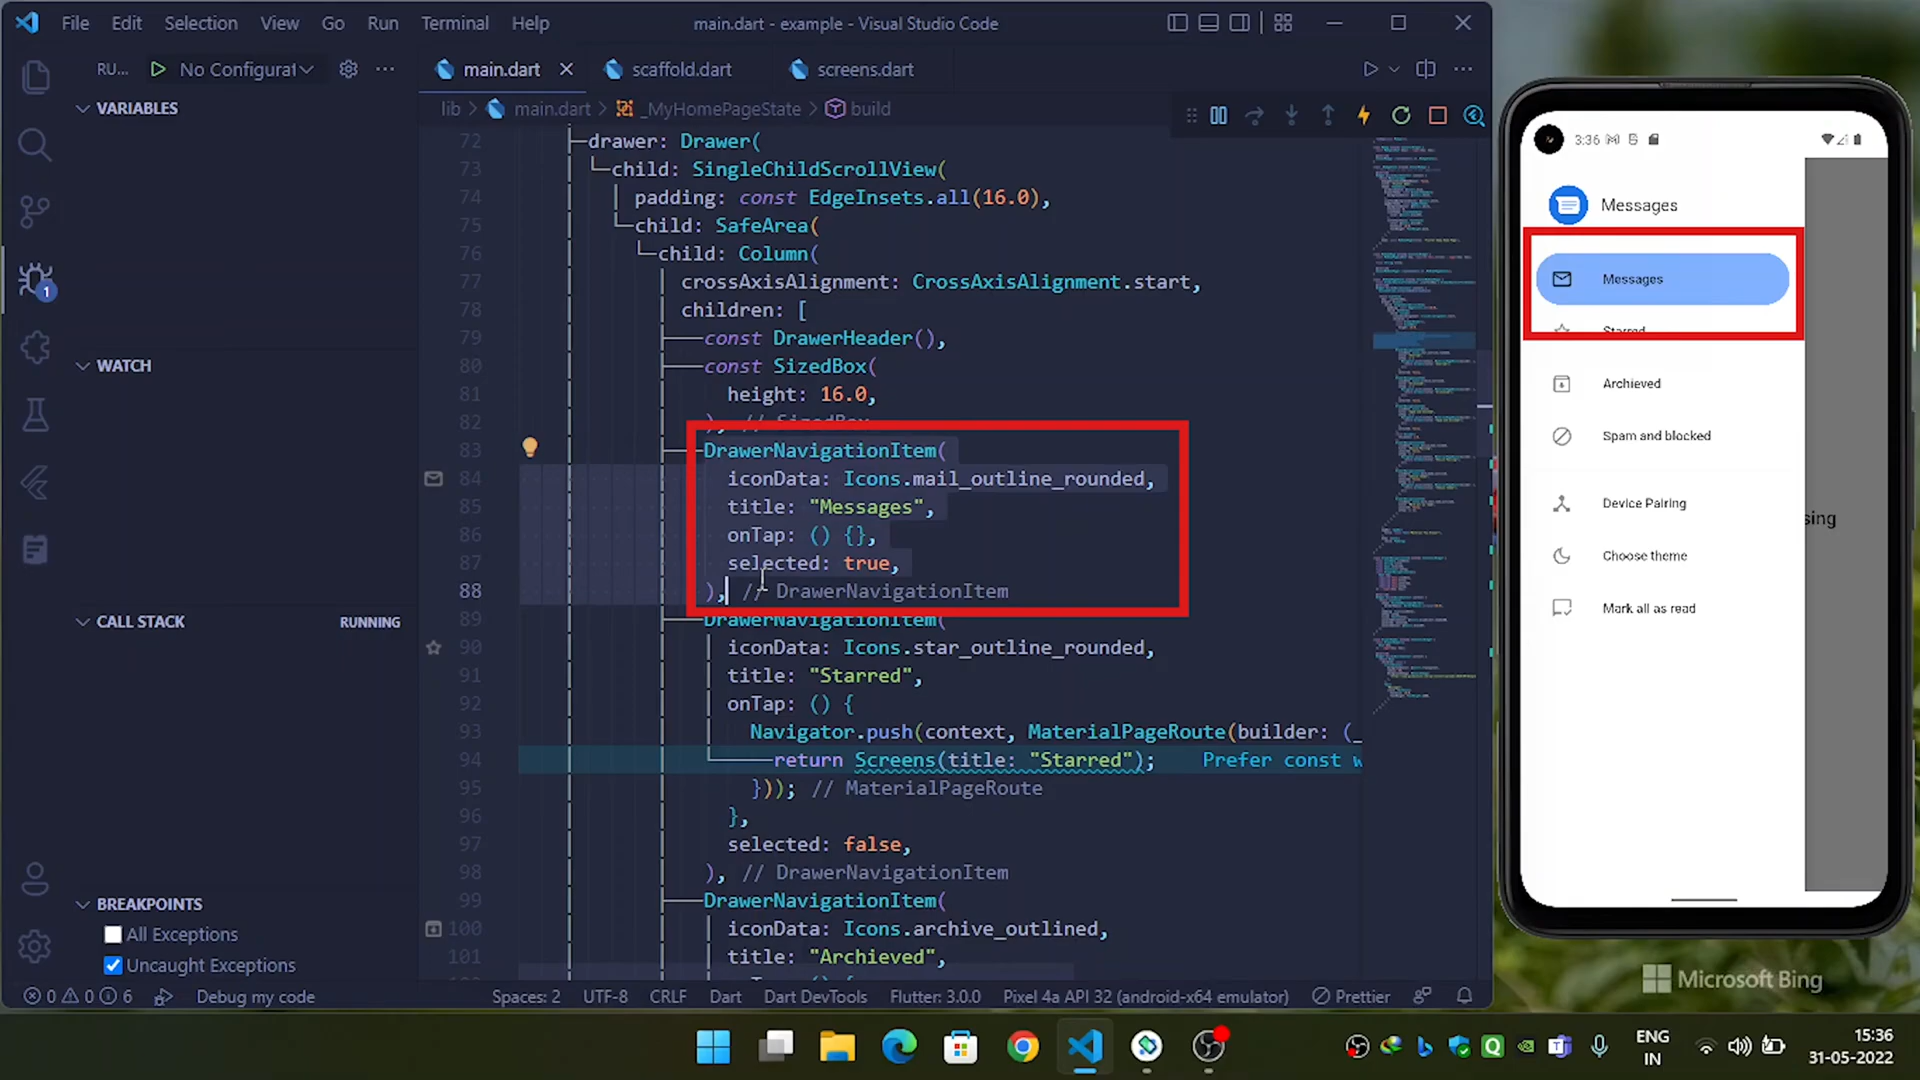 File Edit Selection View Go Run Terminal Help
main.dart - example - Visual Studio Code
RU... No Configurat
main.dart scaffold.dart screens.dart
lib > main.dart > _MyHomePageState > build
VARIABLES
WATCH
CALL STACK RUNNING
BREAKPOINTS
All Exceptions
Uncaught Exceptions
1
72 drawer: Drawer(
73 child: SingleChildScrollView(
74 padding: const EdgeInsets.all(16.0),
75 child: SafeArea(
76 child: Column(
77 crossAxisAlignment: CrossAxisAlignment.start,
78 children: [
79 const DrawerHeader(),
80 const SizedBox(
81 height: 16.0,
82 ), // SizedBox
83 DrawerNavigationItem(
84 iconData: Icons.mail_outline_rounded,
85 title: "Messages",
86 onTap: () {},
87 selected: true,
88 ), // DrawerNavigationItem
89 DrawerNavigationItem(
90 iconData: Icons.star_outline_rounded,
91 title: "Starred",
92 onTap: () {
93 Navigator.push(context, MaterialPageRoute(builder: (_
94 return Screens(title: "Starred"); Prefer const w
95 })); // MaterialPageRoute
96 },
97 selected: false,
98 ), // DrawerNavigationItem
99 DrawerNavigationItem(
100 iconData: Icons.archive_outlined,
101 title: "Archieved",
0 0 6 Debug my code Spaces: 2 UTF-8 CRLF Dart Dart DevTools Flutter: 3.0.0 Pixel 4a API 32 (android-x64 emulator) Prettier
3:36
Messages
Messages
Starred
Archieved
Spam and blocked
Device Pairing
Choose theme
Mark all as read
sing
Microsoft Bing
ENG
IN
15:36
31-05-2022